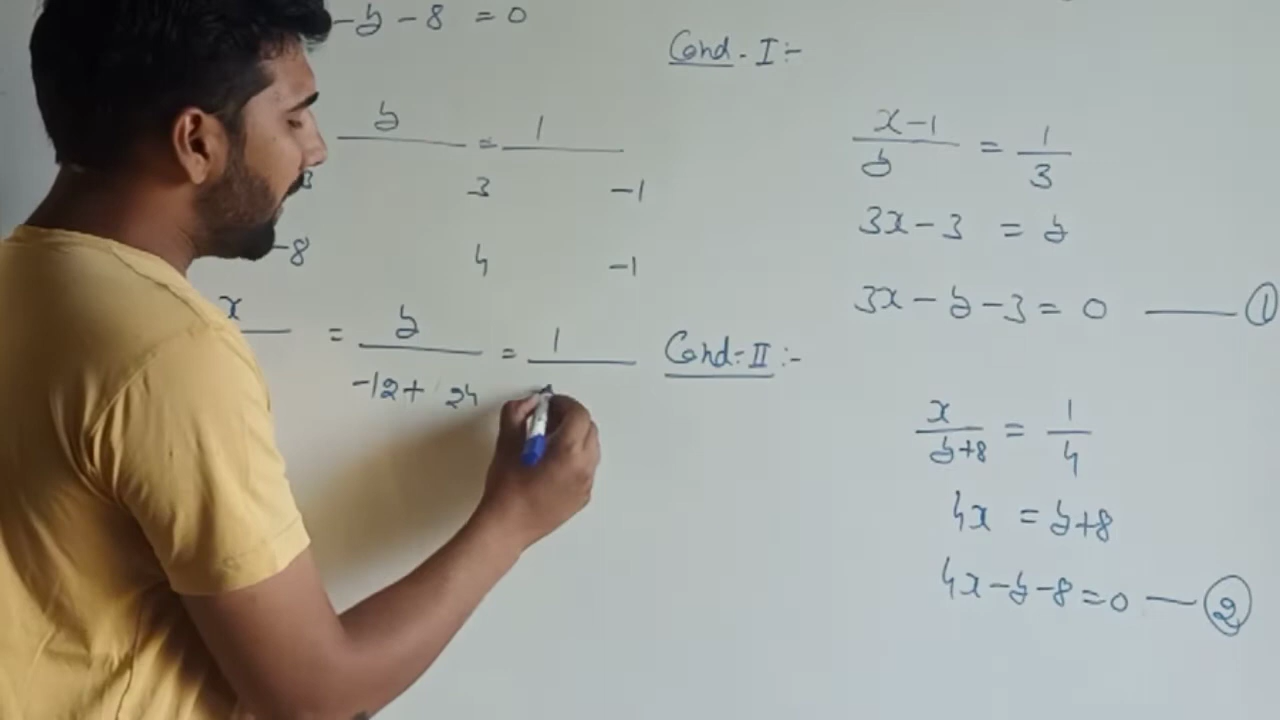 -y-8 = 0
y = 1
3 3 -1
-8 4 -1
x = y = 1
-12+24
Cond-I:-
x-1 / y = 1 / 3
3x-3 = y
3x-y-3=0 —— ①
Cond-II:-
x / y+8 = 1 / 4
4x = y+8
4x-y-8=0 — ②